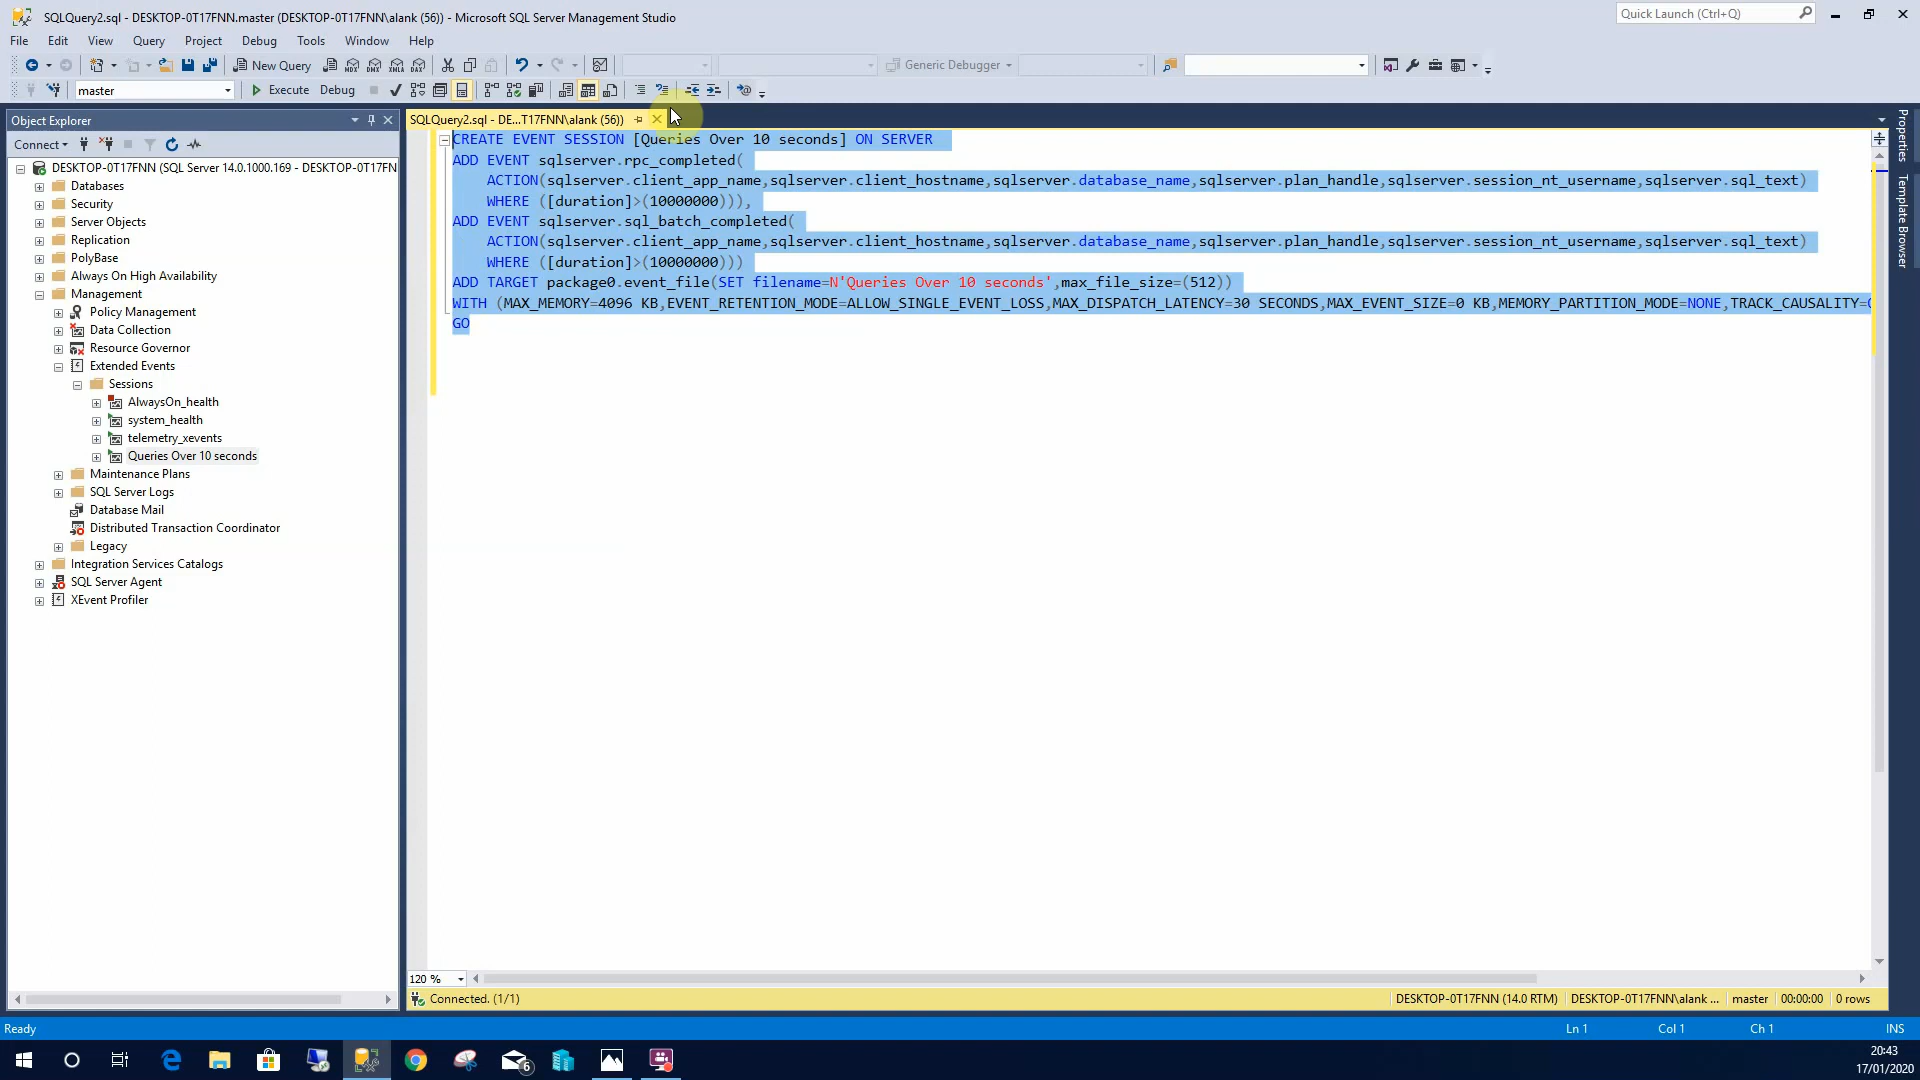 SQLQuery2.sql - DESKTOP-0T17FNN.master (DESKTOP-0T17FNN\alank (56)) - Microsoft SQL Server Management Studio
Quick Launch (Ctrl+Q)
File Edit View Query Project Debug Tools Window Help
New Query
MDX DMX XMLA DAX
Generic Debugger
master
Execute Debug
Object Explorer
SQLQuery2.sql - DE...T17FNN\alank (56))
Connect
DESKTOP-0T17FNN (SQL Server 14.0.1000.169 - DESKTOP-0T17FN
Databases
Security
Server Objects
Replication
PolyBase
Always On High Availability
Management
Policy Management
Data Collection
Resource Governor
Extended Events
Sessions
AlwaysOn_health
system_health
telemetry_xevents
Queries Over 10 seconds
Maintenance Plans
SQL Server Logs
Database Mail
Distributed Transaction Coordinator
Legacy
Integration Services Catalogs
SQL Server Agent
XEvent Profiler
CREATE EVENT SESSION [Queries Over 10 seconds] ON SERVER
ADD EVENT sqlserver.rpc_completed(
ACTION(sqlserver.client_app_name,sqlserver.client_hostname,sqlserver.database_name,sqlserver.plan_handle,sqlserver.session_nt_username,sqlserver.sql_text)
WHERE ([duration]>(10000000))),
ADD EVENT sqlserver.sql_batch_completed(
ACTION(sqlserver.client_app_name,sqlserver.client_hostname,sqlserver.database_name,sqlserver.plan_handle,sqlserver.session_nt_username,sqlserver.sql_text)
WHERE ([duration]>(10000000)))
ADD TARGET package0.event_file(SET filename=N'Queries Over 10 seconds',max_file_size=(512))
WITH (MAX_MEMORY=4096 KB,EVENT_RETENTION_MODE=ALLOW_SINGLE_EVENT_LOSS,MAX_DISPATCH_LATENCY=30 SECONDS,MAX_EVENT_SIZE=0 KB,MEMORY_PARTITION_MODE=NONE,TRACK_CAUSALITY=
GO
Properties
Template Browser
120 %
Connected. (1/1)
DESKTOP-0T17FNN (14.0 RTM) DESKTOP-0T17FNN\alank ... master 00:00:00 0 rows
Ready
Ln 1 Col 1 Ch 1 INS
6
20:43
17/01/2020